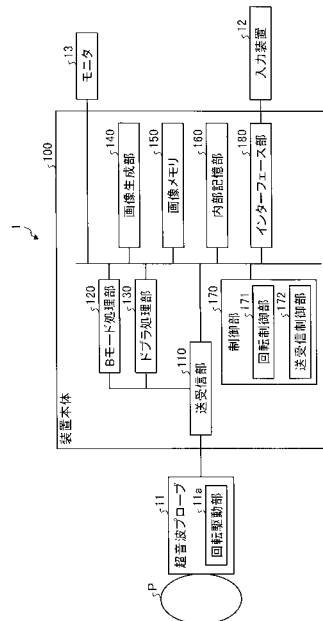 1
100
装置本体
13
モニタ
12
入力装置
120
Bモード処理部
130
ドプラ処理部
110
送受信部
140
画像生成部
150
画像メモリ
160
内部記憶部
180
インターフェース部
170
制御部
171
回転制御部
172
送受信制御部
11
超音波プローブ
11a
回転駆動部
P